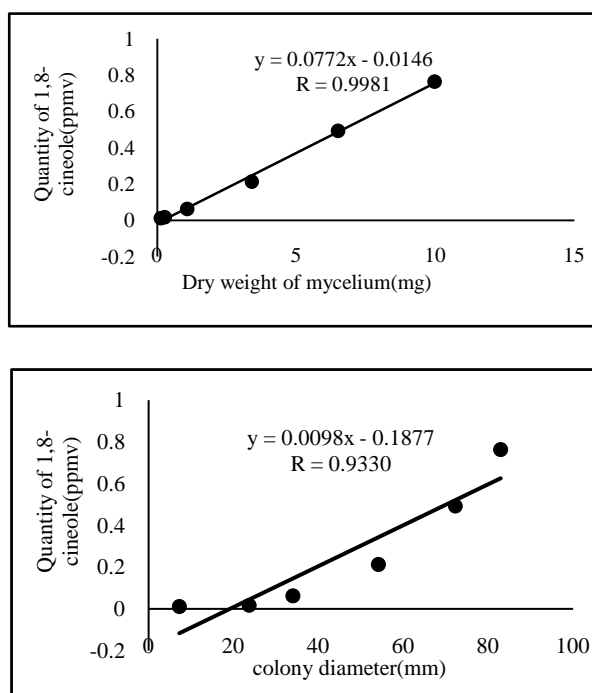 Quantity of 1,8-
cineole(ppmv)
1
0.8
0.6
0.4
0.2
0
-0.2
y = 0.0772x - 0.0146
R = 0.9981
0
5
10
15
Dry weight of mycelium(mg)
Quantity of 1,8-
cineole(ppmv)
1
0.8
0.6
0.4
0.2
0
-0.2
y = 0.0098x - 0.1877
R = 0.9330
0
20
40
60
80
100
colony diameter(mm)